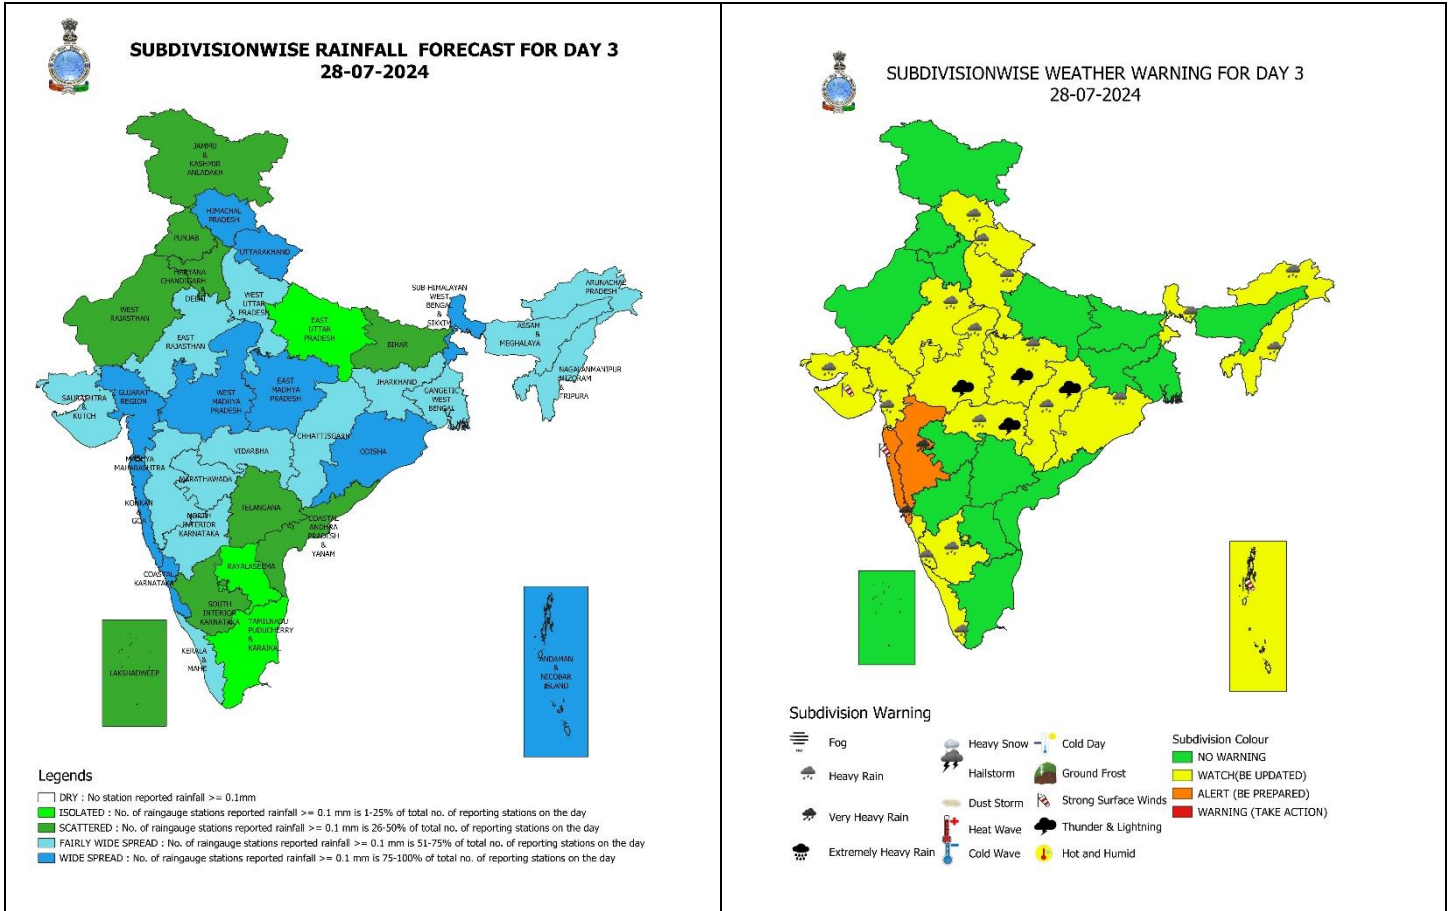 SUBDIVISIONWISE RAINFALL FORECAST FOR DAY 3
28-07-2024
JAMMU
&
KASHMIR
ANLADAKH
HIMACHAL
PRADESH
PUNJAB
UTTARAKHAND
HARYANA
CHANDIGARH
&
DELHI
WEST
RAJASTHAN
WEST
UTTAR
PRADESH
EAST
RAJASTHAN
EAST
UTTAR
PRADESH
BIHAR
SUB HIMALAYAN
WEST
BENGAL
&
SIKKIM
ARUNACHAL
PRADESH
ASSAM
&
MEGHALAYA
NAGALANMANIPUR
MIZORAM
&
TRIPURA
SAURASHTRA
&
KUTCH
GUJARAT
REGION
WEST
MADHYA
PRADESH
EAST
MADHYA
PRADESH
JHARKHAND
GANGETIC
WEST
BENGAL
CHHATTISGARH
ODISHA
MADHYA
MAHARASHTRA
VIDARBHA
MARATHAWADA
KONKAN
&
GOA
NORTH
INTERIOR
KARNATAKA
TELANGANA
COASTAL
ANDHRA
PRADESH
&
YANAM
RAYALASEEMA
COASTAL
KARNATAKA
SOUTH
INTERIOR
KARNATAKA
TAMILNADU
PUDUCHERRY
&
KARAIKAL
KERALA
&
MAHE
LAKSHADWEEP
ANDAMAN
&
NICOBAR
ISLAND
Legends
DRY : No station reported rainfall >= 0.1mm
ISOLATED : No. of raingauge stations reported rainfall >= 0.1 mm is 1-25% of total no. of reporting stations on the day
SCATTERED : No. of raingauge stations reported rainfall >= 0.1 mm is 26-50% of total no. of reporting stations on the day
FAIRLY WIDE SPREAD : No. of raingauge stations reported rainfall >= 0.1 mm is 51-75% of total no. of reporting stations on the day
WIDE SPREAD : No. of raingauge stations reported rainfall >= 0.1 mm is 75-100% of total no. of reporting stations on the day
SUBDIVISIONWISE WEATHER WARNING FOR DAY 3
28-07-2024
Subdivision Warning
Fog
Heavy Rain
Very Heavy Rain
Extremely Heavy Rain
Heavy Snow
Hailstorm
Dust Storm
Heat Wave
Cold Wave
Cold Day
Ground Frost
Strong Surface Winds
Thunder & Lightning
Hot and Humid
Subdivision Colour
NO WARNING
WATCH(BE UPDATED)
ALERT (BE PREPARED)
WARNING (TAKE ACTION)